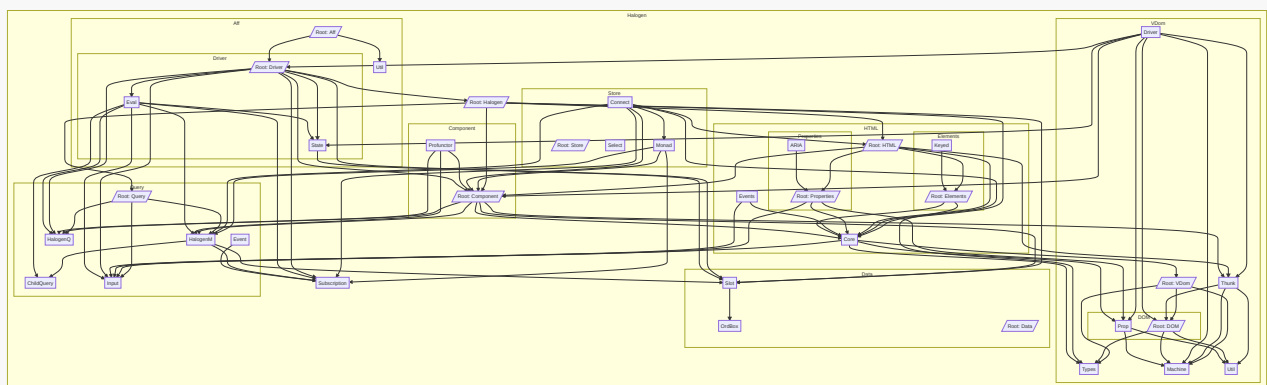 Halogen
Aff
VDom
Root: Aff
Driver
Driver
Root: Driver
Util
Store
Eval
Root: Halogen
Connect
Component
HTML
Properties
Elements
State
Profunctor
Root: Store
Select
Monad
ARIA
Root: HTML
Keyed
Query
Root: Query
Root: Component
Events
Root: Properties
Root: Elements
HalogenQ
HalogenM
Event
Core
Data
ChildQuery
Input
Subscription
Slot
Root: VDom
Thunk
DOM
OrdBox
Root: Data
Prop
Root: DOM
Types
Machine
Util